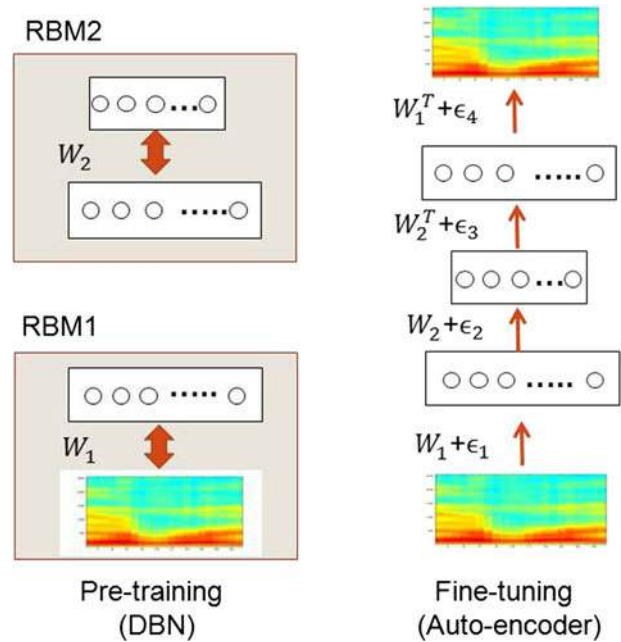 RBM2
W₂
RBM1
W₁
Pre-training
(DBN)
W₁ᵀ+ϵ₄
W₂ᵀ+ϵ₃
W₂+ϵ₂
W₁+ϵ₁
Fine-tuning
(Auto-encoder)